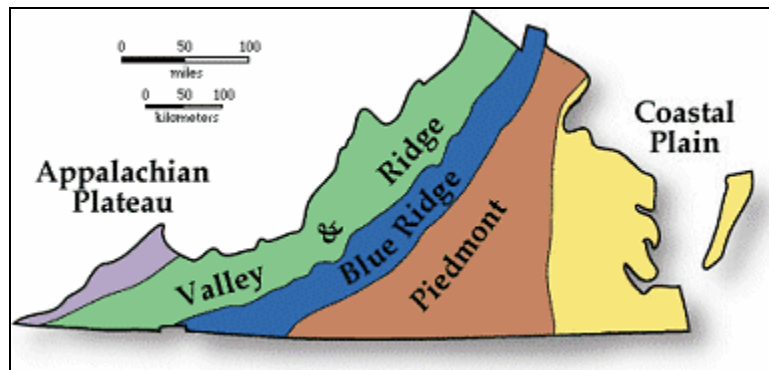 0 50 100
miles
0 50 100
kilometers
Appalachian
Plateau
Valley & Ridge
Blue Ridge
Piedmont
Coastal
Plain